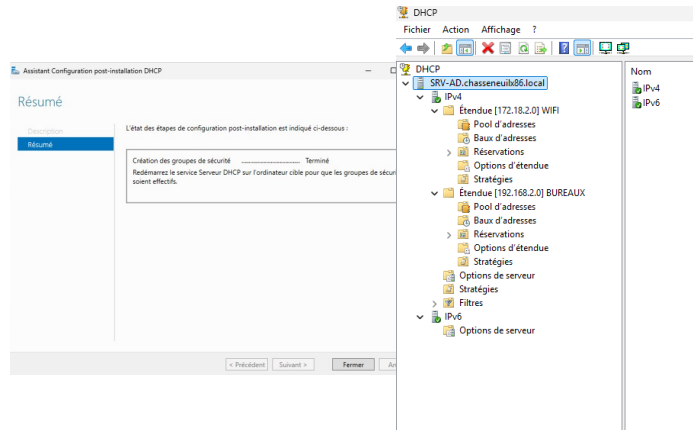 Assistant Configuration post-installation DHCP
Résumé
Description
Résumé
L'état des étapes de configuration post-installation est indiqué ci-dessous :
Création des groupes de sécurité ........................... Terminé
Redémarrez le service Serveur DHCP sur l'ordinateur cible pour que les groupes de
soient effectifs.
< Précédent
Suivant >
Fermer
DHCP
Fichier Action Affichage ?
DHCP
SRV-AD.chasseneuilx86.local
IPv4
Étendue [172.18.2.0] WIFI
Pool d'adresses
Baux d'adresses
Réservations
Options d'étendue
Stratégies
Étendue [192.168.2.0] BUREAUX
Pool d'adresses
Baux d'adresses
Réservations
Options d'étendue
Stratégies
Options de serveur
Stratégies
Filtres
IPv6
Options de serveur
Nom
IPv4
IPv6